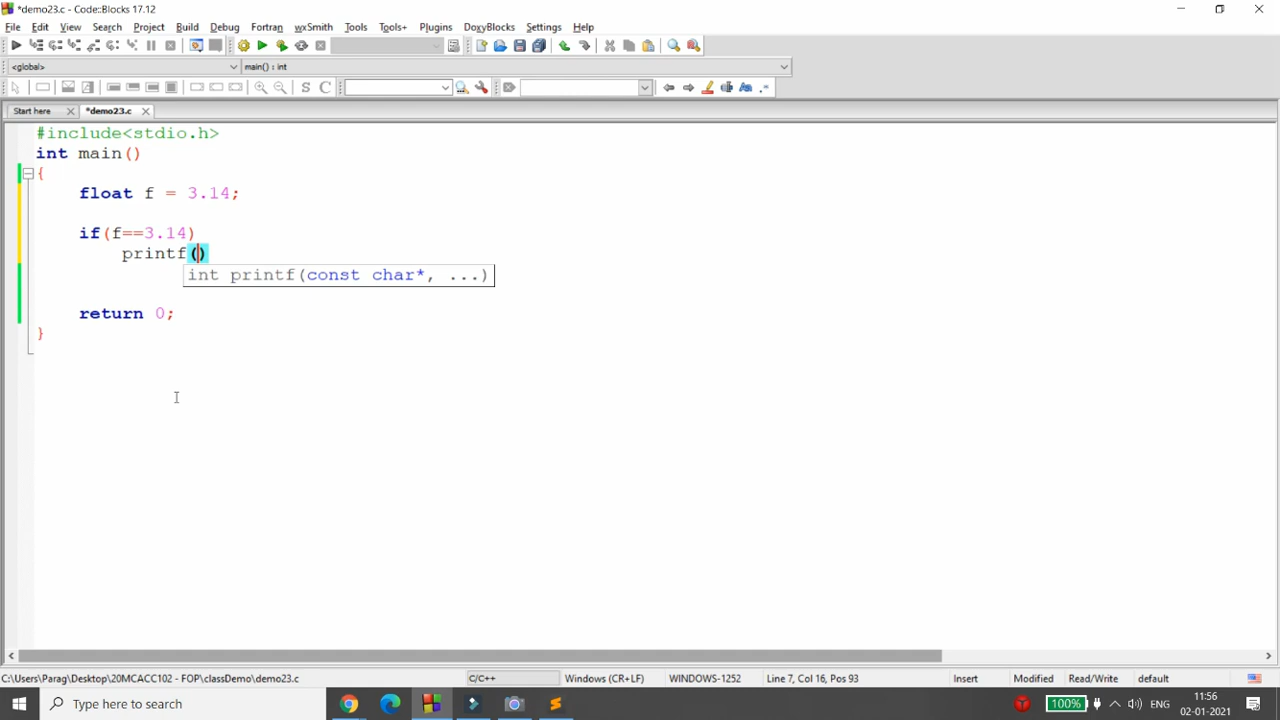 *demo23.c - Code::Blocks 17.12
File Edit View Search Project Build Debug Fortran wxSmith Tools Tools+ Plugins DoxyBlocks Settings Help
<global> main() : int
S C
Start here *demo23.c
#include<stdio.h>
int main()
{
float f = 3.14;
if(f==3.14)
printf()
int printf(const char*, ...)
return 0;
}
C:\Users\Parag\Desktop\20MCACC102 - FOP\classDemo\demo23.c C/C++ Windows (CR+LF) WINDOWS-1252 Line 7, Col 16, Pos 93 Insert Modified Read/Write default
Type here to search 100% ENG 11:56
02-01-2021